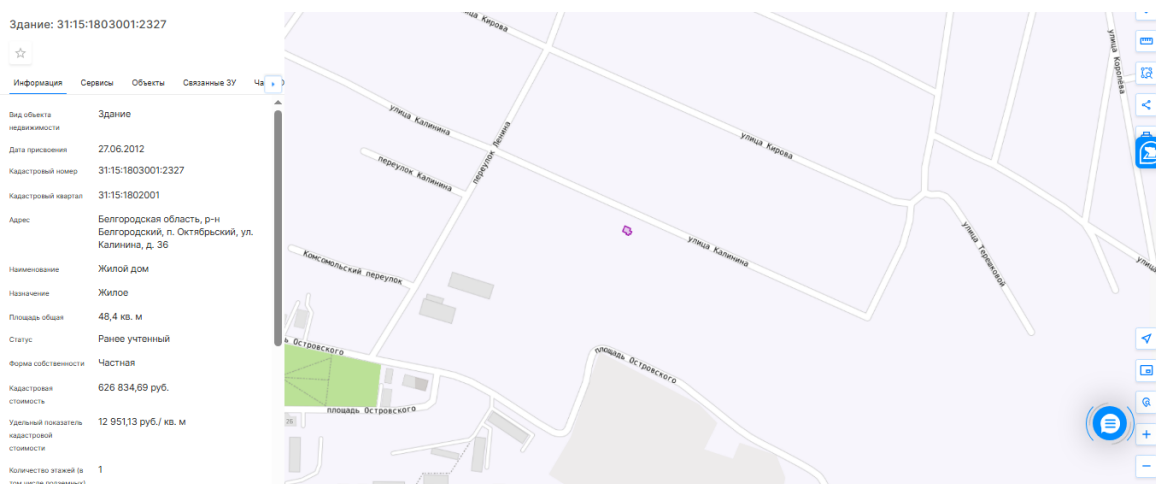 Здание: 31:15:1803001:2327
Информация Сервисы Объекты Связанные ЗУ
Вид объекта
недвижимости
Здание
Дата присвоения
27.06.2012
Кадастровый номер
31:15:1803001:2327
Кадастровый квартал
31:15:1802001
Адрес
Белгородская область, р-н
Белгородский, п. Октябрьский, ул.
Калинина, д. 36
Наименование
Жилой дом
Назначение
Жилое
Площадь общая
48,4 кв. м
Статус
Ранее учтенный
Форма собственности
Частная
Кадастровая
стоимость
626 834,69 руб.
Удельный показатель
кадастровой
стоимости
12 951,13 руб./ кв. м
Количество этажей (в
том числе подземных)
1
улица Кирова
улица Королёва
улица Калинина
переулок Ленина
улица Кирова
переулок Калинина
улица Калинина
улица Терешковой
улица
Комсомольский переулок
Островского
площадь Островского
площадь Островского
26